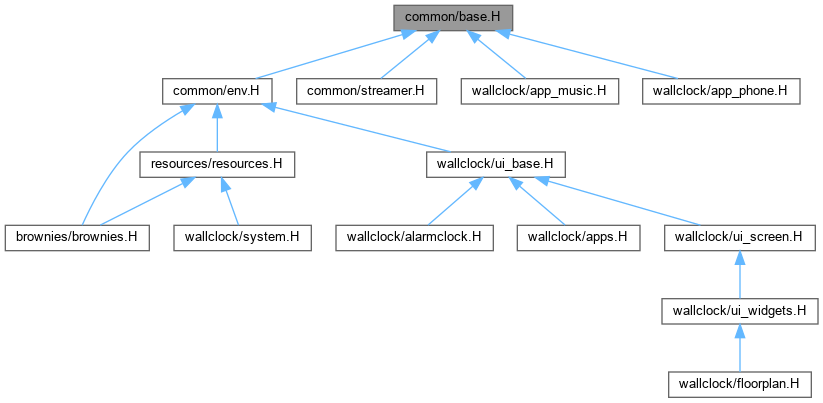 common/base.H
common/env.H
common/streamer.H
wallclock/app_music.H
wallclock/app_phone.H
resources/resources.H
wallclock/ui_base.H
brownies/brownies.H
wallclock/system.H
wallclock/alarmclock.H
wallclock/apps.H
wallclock/ui_screen.H
wallclock/ui_widgets.H
wallclock/floorplan.H